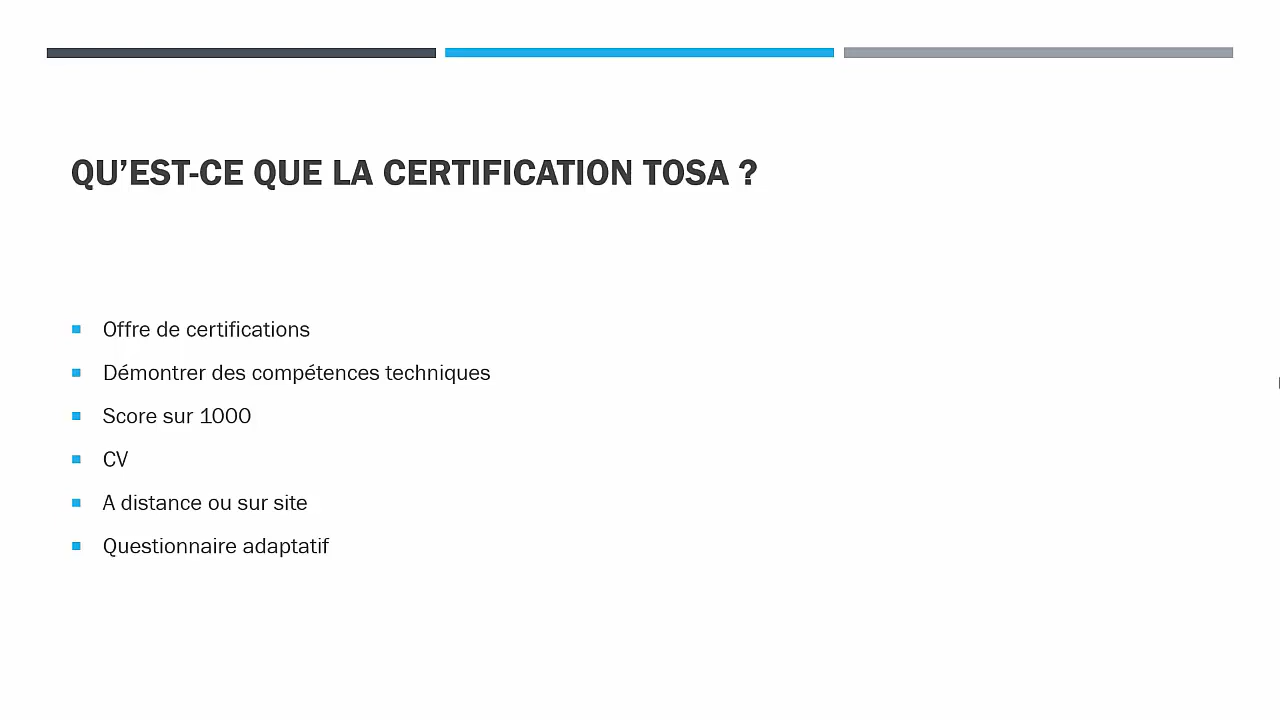 QU’EST-CE QUE LA CERTIFICATION TOSA ?
Offre de certifications
Démontrer des compétences techniques
Score sur 1000
CV
A distance ou sur site
Questionnaire adaptatif